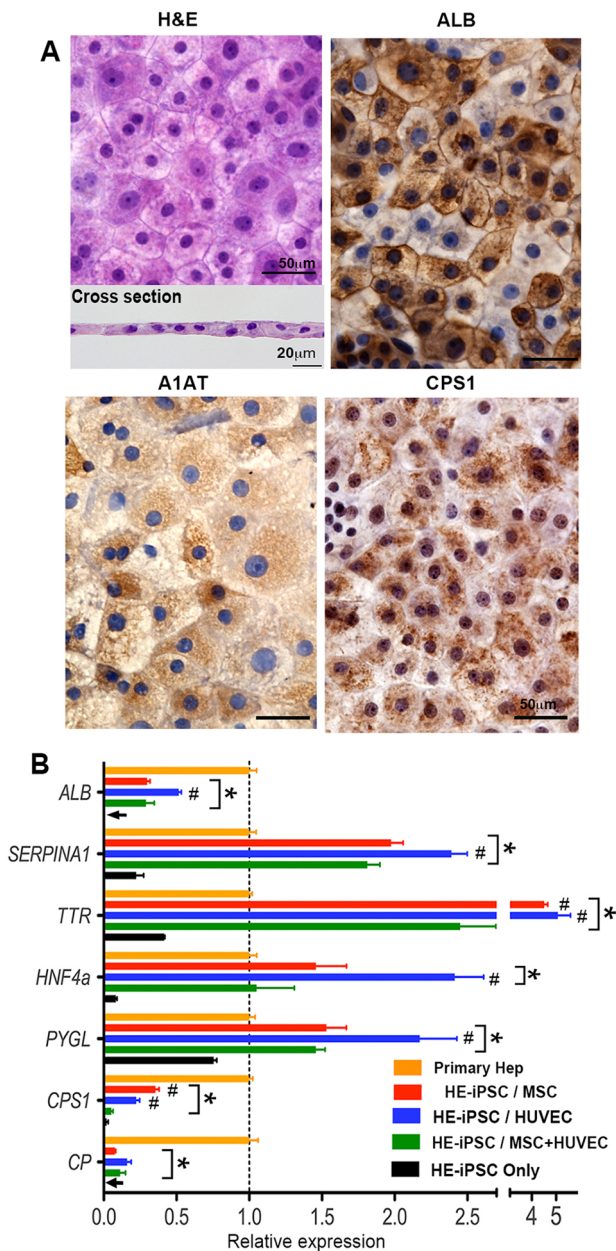 H&E
ALB
A
50µm
Cross section
20µm
A1AT
CPS1
50µm
B
ALB
#
*
SERPINA1
#
*
TTR
#
#
*
HNF4a
#
*
PYGL
#
*
CPS1
#
#
*
CP
*
Primary Hep
HE-iPSC / MSC
HE-iPSC / HUVEC
HE-iPSC / MSC+HUVEC
HE-iPSC Only
0.0 0.5 1.0 1.5 2.0 2.5 4 5
Relative expression